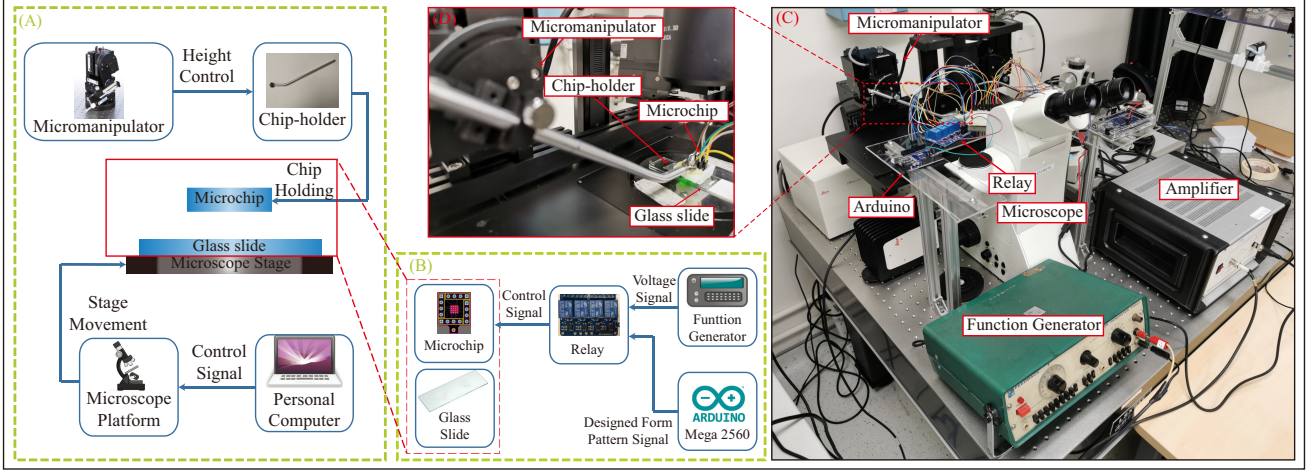 (A)
Micromanipulator
Height
Control
Chip-holder
Chip
Holding
Microchip
Glass slide
Microscope Stage
Stage
Movement
Microscope
Platform
Control
Signal
Personal
Computer
(D)
Micromanipulator
Chip-holder
Microchip
Glass slide
(B)
Microchip
Glass
Slide
Control
Signal
Relay
Voltage
Signal
Funttion
Generator
Designed Form
Pattern Signal
ARDUINO
Mega 2560
(C)
Micromanipulator
Relay
Arduino
Microscope
Amplifier
Function Generator